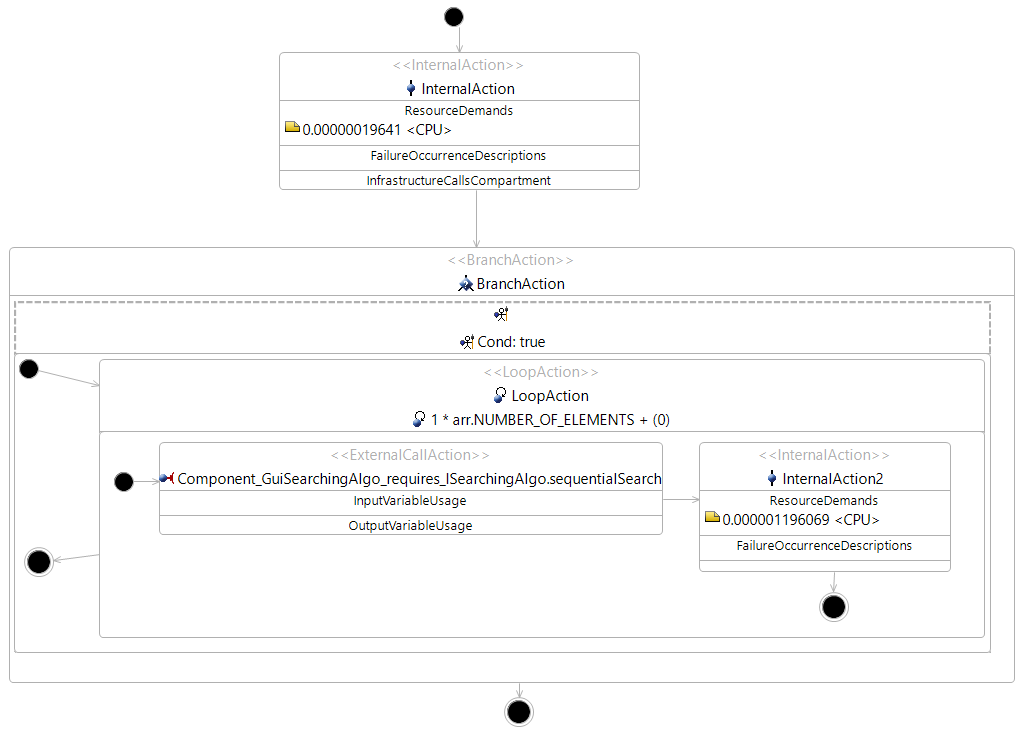 <<InternalAction>>
InternalAction
ResourceDemands
0.00000019641 <CPU>
FailureOccurrenceDescriptions
InfrastructureCallsCompartment
<<BranchAction>>
BranchAction
Cond: true
<<LoopAction>>
LoopAction
1 * arr.NUMBER_OF_ELEMENTS + (0)
<<ExternalCallAction>>
Component_GuiSearchingAlgo_requires_ISearchingAlgo.sequentialSearch
InputVariableUsage
OutputVariableUsage
<<InternalAction>>
InternalAction2
ResourceDemands
0.000001196069 <CPU>
FailureOccurrenceDescriptions